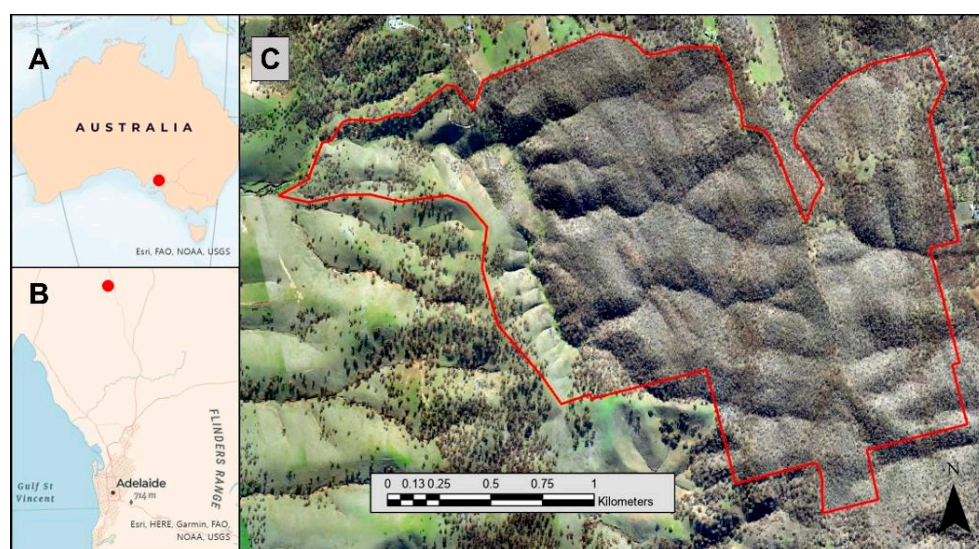 A
AUSTRALIA
Esri, FAO, NOAA, USGS
B
FLINDERS RANGE
Gulf St
Vincent
Adelaide
714 m
Esri, HERE, Garmin, FAO,
NOAA, USGS
C
0 0.13 0.25 0.5 0.75 1
Kilometers
N